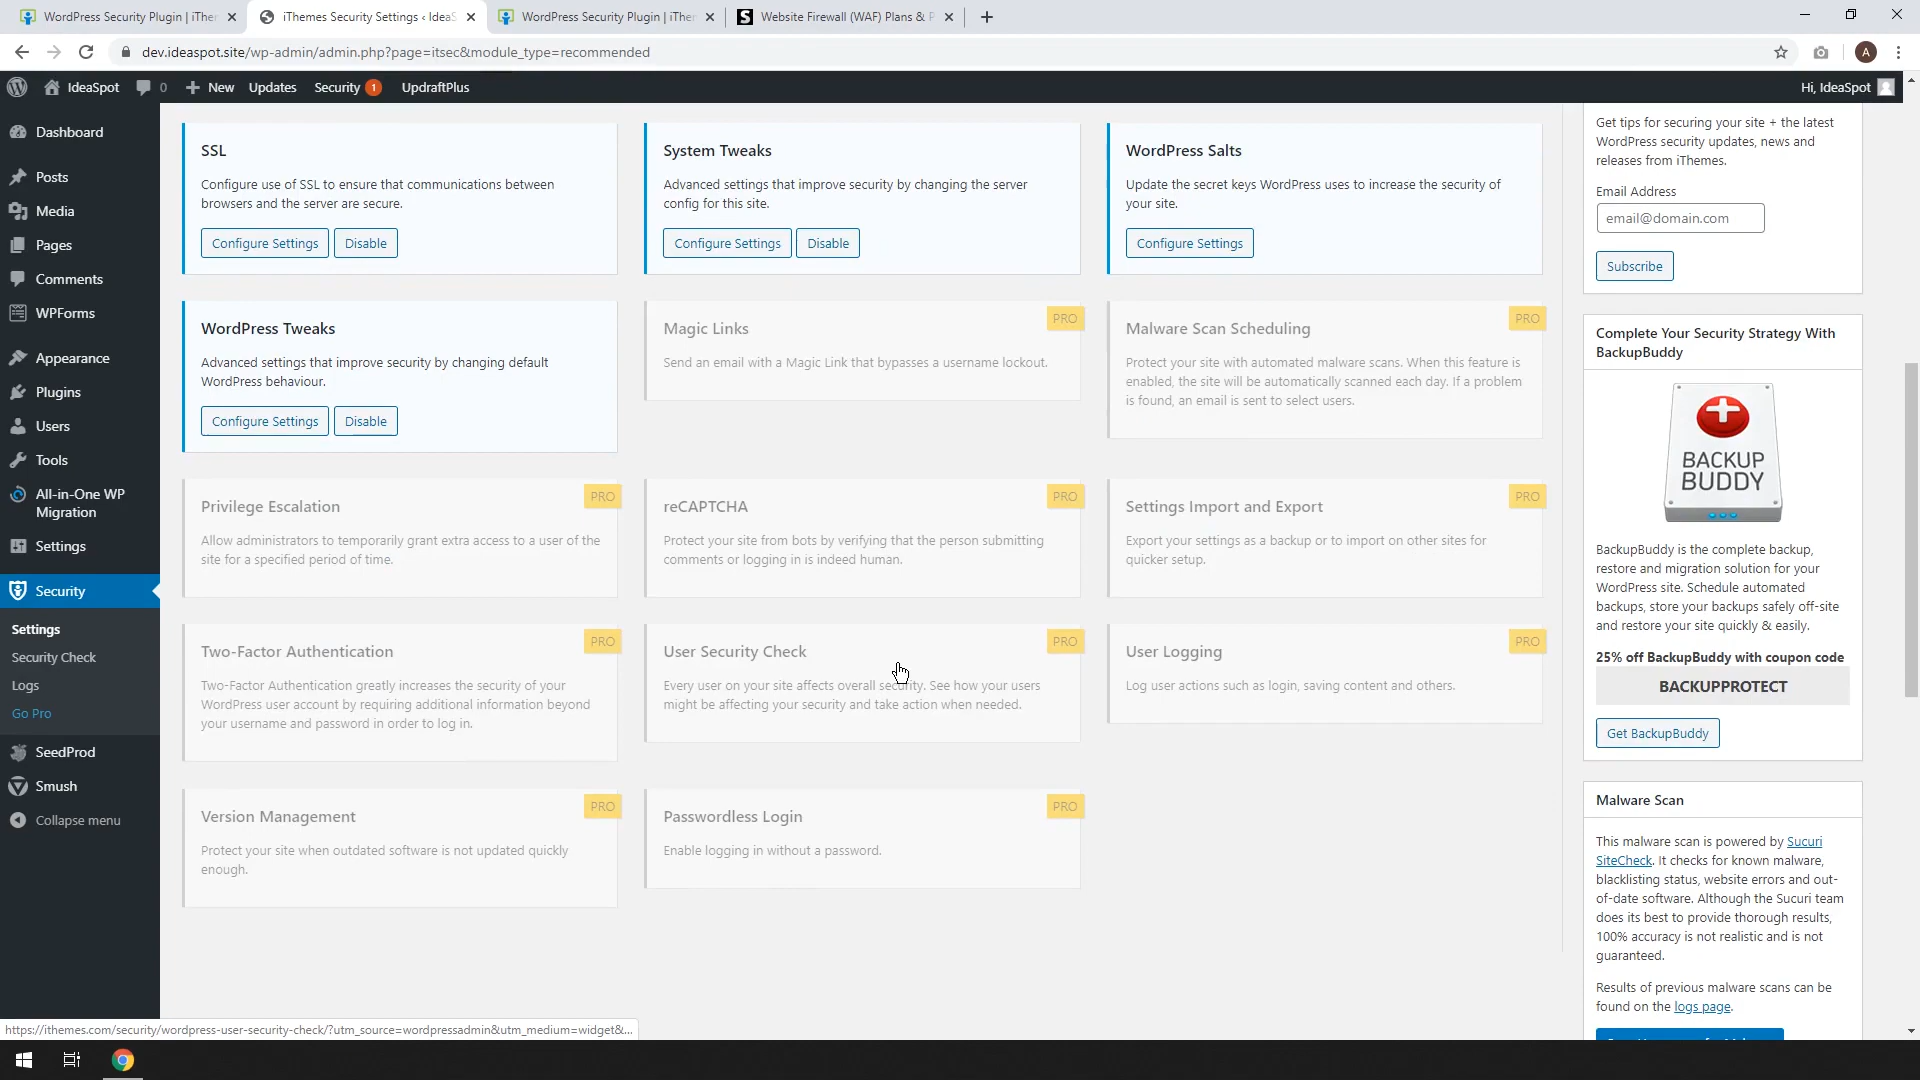 WordPress Security Plugin | iThe
iThemes Security Settings ‹ IdeaS
WordPress Security Plugin | iThe
Website Firewall (WAF) Plans & P
dev.ideaspot.site/wp-admin/admin.php?page=itsec&module_type=recommended
A
IdeaSpot
0
New
Updates
Security
1
UpdraftPlus
Hi, IdeaSpot
Dashboard
Posts
Media
Pages
Comments
WPForms
Appearance
Plugins
Users
Tools
All-in-One WP
Migration
Settings
Security
Settings
Security Check
Logs
Go Pro
SeedProd
Smush
Collapse menu
SSL
Configure use of SSL to ensure that communications between
browsers and the server are secure.
Configure Settings
Disable
System Tweaks
Advanced settings that improve security by changing the server
config for this site.
Configure Settings
Disable
WordPress Salts
Update the secret keys WordPress uses to increase the security of
your site.
Configure Settings
WordPress Tweaks
Advanced settings that improve security by changing default
WordPress behaviour.
Configure Settings
Disable
Magic Links
PRO
Send an email with a Magic Link that bypasses a username lockout.
Malware Scan Scheduling
PRO
Protect your site with automated malware scans. When this feature is
enabled, the site will be automatically scanned each day. If a problem
is found, an email is sent to select users.
Privilege Escalation
PRO
Allow administrators to temporarily grant extra access to a user of the
site for a specified period of time.
reCAPTCHA
PRO
Protect your site from bots by verifying that the person submitting
comments or logging in is indeed human.
Settings Import and Export
PRO
Export your settings as a backup or to import on other sites for
quicker setup.
Two-Factor Authentication
PRO
Two-Factor Authentication greatly increases the security of your
WordPress user account by requiring additional information beyond
your username and password in order to log in.
User Security Check
PRO
Every user on your site affects overall security. See how your users
might be affecting your security and take action when needed.
User Logging
PRO
Log user actions such as login, saving content and others.
Version Management
PRO
Protect your site when outdated software is not updated quickly
enough.
Passwordless Login
PRO
Enable logging in without a password.
Get tips for securing your site + the latest
WordPress security updates, news and
releases from iThemes.
Email Address
email@domain.com
Subscribe
Complete Your Security Strategy With
BackupBuddy
BACKUP
BUDDY
BackupBuddy is the complete backup,
restore and migration solution for your
WordPress site. Schedule automated
backups, store your backups safely off-site
and restore your site quickly & easily.
25% off BackupBuddy with coupon code
BACKUPPROTECT
Get BackupBuddy
Malware Scan
This malware scan is powered by Sucuri
SiteCheck. It checks for known malware,
blacklisting status, website errors and out-
of-date software. Although the Sucuri team
does its best to provide thorough results,
100% accuracy is not realistic and is not
guaranteed.
Results of previous malware scans can be
found on the logs page.
https://ithemes.com/security/wordpress-user-security-check/?utm_source=wordpressadmin&utm_medium=widget&...